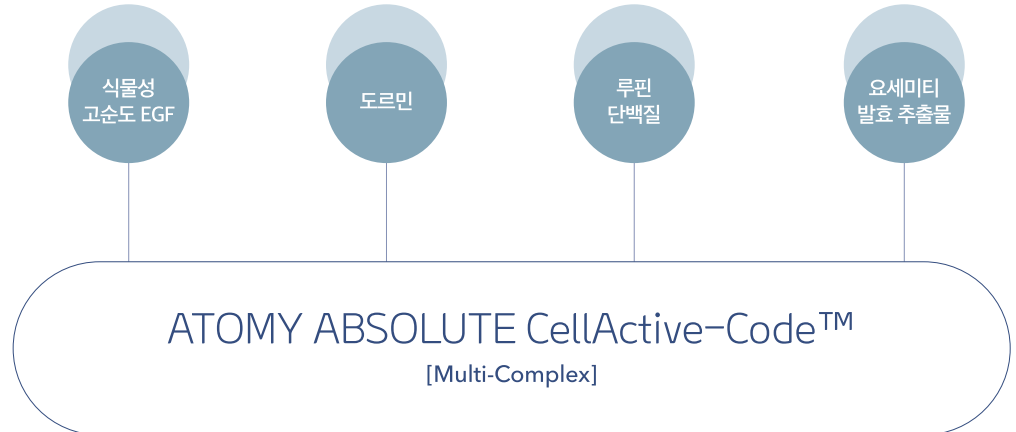 식물성
고순도 EGF
도르민
루핀
단백질
요세미티
발효 추출물
ATOMY ABSOLUTE CellActive-Code™
[Multi-Complex]